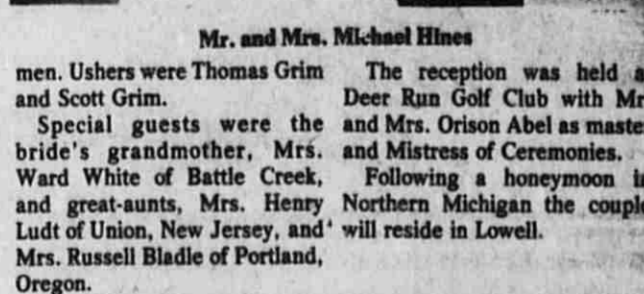 Mr. and Mrs. Michael Hines
men. Ushers were Thomas Grim
and Scott Grim.
Special guests were the
bride's grandmother, Mrs.
Ward White of Battle Creek,
and great-aunts, Mrs. Henry
Ludt of Union, New Jersey, and
Mrs. Russell Bladle of Portland,
Oregon.
The reception was held a
Deer Run Golf Club with Mr
and Mrs. Orison Abel as maste
and Mistress of Ceremonies.
Following a honeymoon i
Northern Michigan the couple
will reside in Lowell.